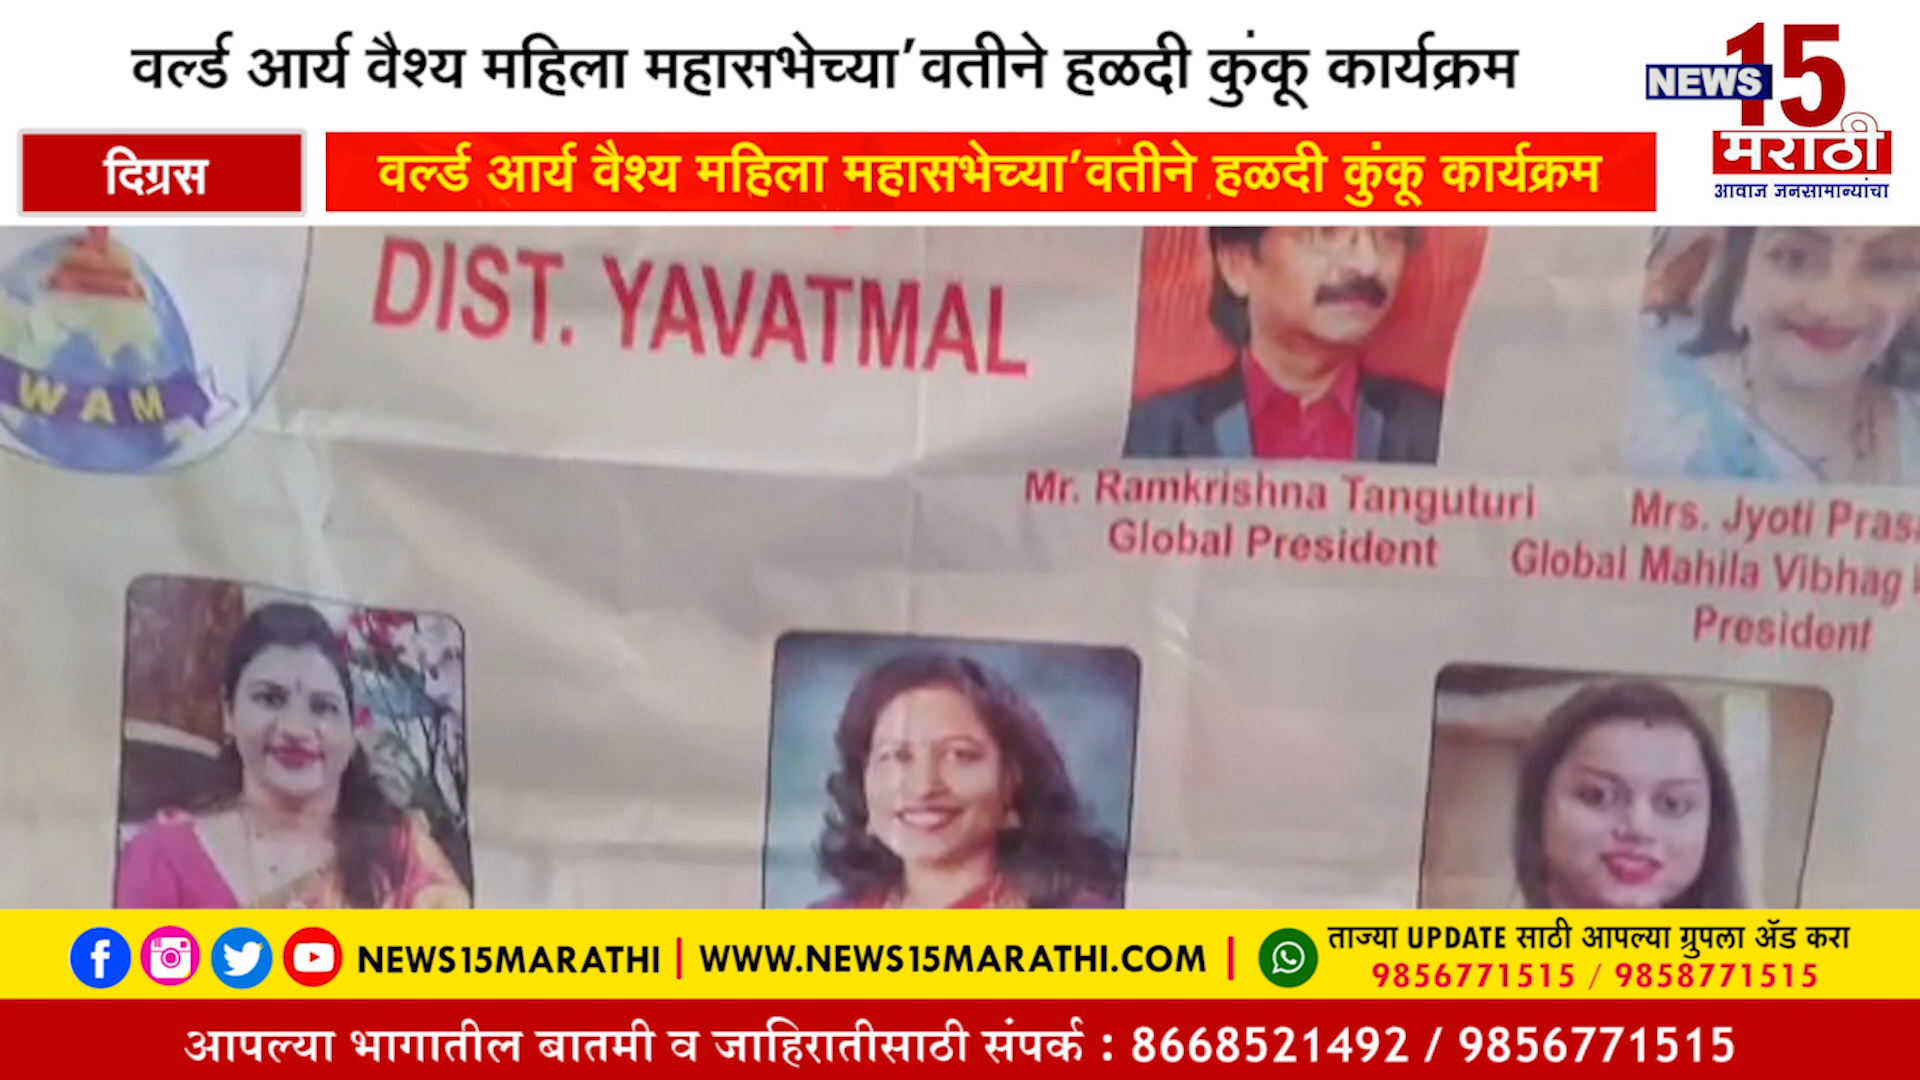 वर्ल्ड आर्य वैश्य महिला महासभेच्या'वतीने हळदी कुंकू कार्यक्रम
NEWS 15
मराठी
आवाज जनसामान्यांचा
दिग्रस
वर्ल्ड आर्य वैश्य महिला महासभेच्या'वतीने हळदी कुंकू कार्यक्रम
DIST. YAVATMAL
WAM
Mr. Ramkrishna Tanguturi
Global President
Mrs. Jyoti
Global Mahila Vibhag
President
NEWS15MARATHI | WWW.NEWS15MARATHI.COM |
ताज्या UPDATE साठी आपल्या ग्रुपला ॲड करा
9856771515 / 9858771515
आपल्या भागातील बातमी व जाहिरातीसाठी संपर्क : 8668521492 / 9856771515